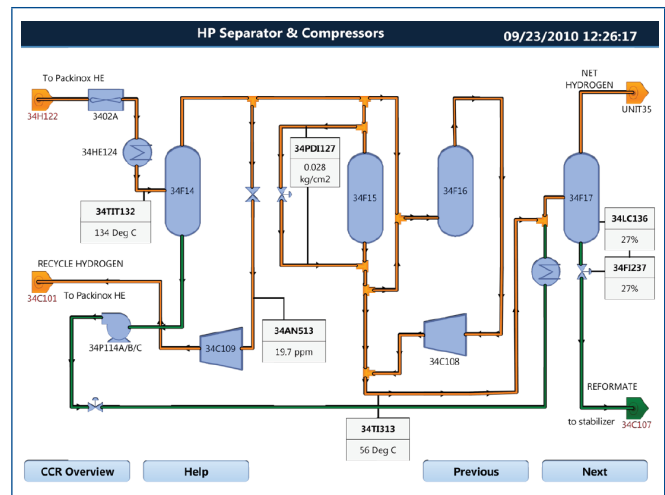 HP Separator & Compressors
09/23/2010 12:26:17
To Packinox HE
34H122
3402A
34HE124
34F14
34TIT132
134 Deg C
RECYCLE HYDROGEN
34C101
To Packinox HE
34P114A/B/C
34C109
34AN513
19.7 ppm
34PDI127
0.028
kg/cm2
34F15
34F16
34C108
34TI313
56 Deg C
NET
HYDROGEN
UNIT35
34F17
34LC136
27%
34FI237
27%
REFORMATE
to stabilizer
34C107
CCR Overview
Help
Previous
Next